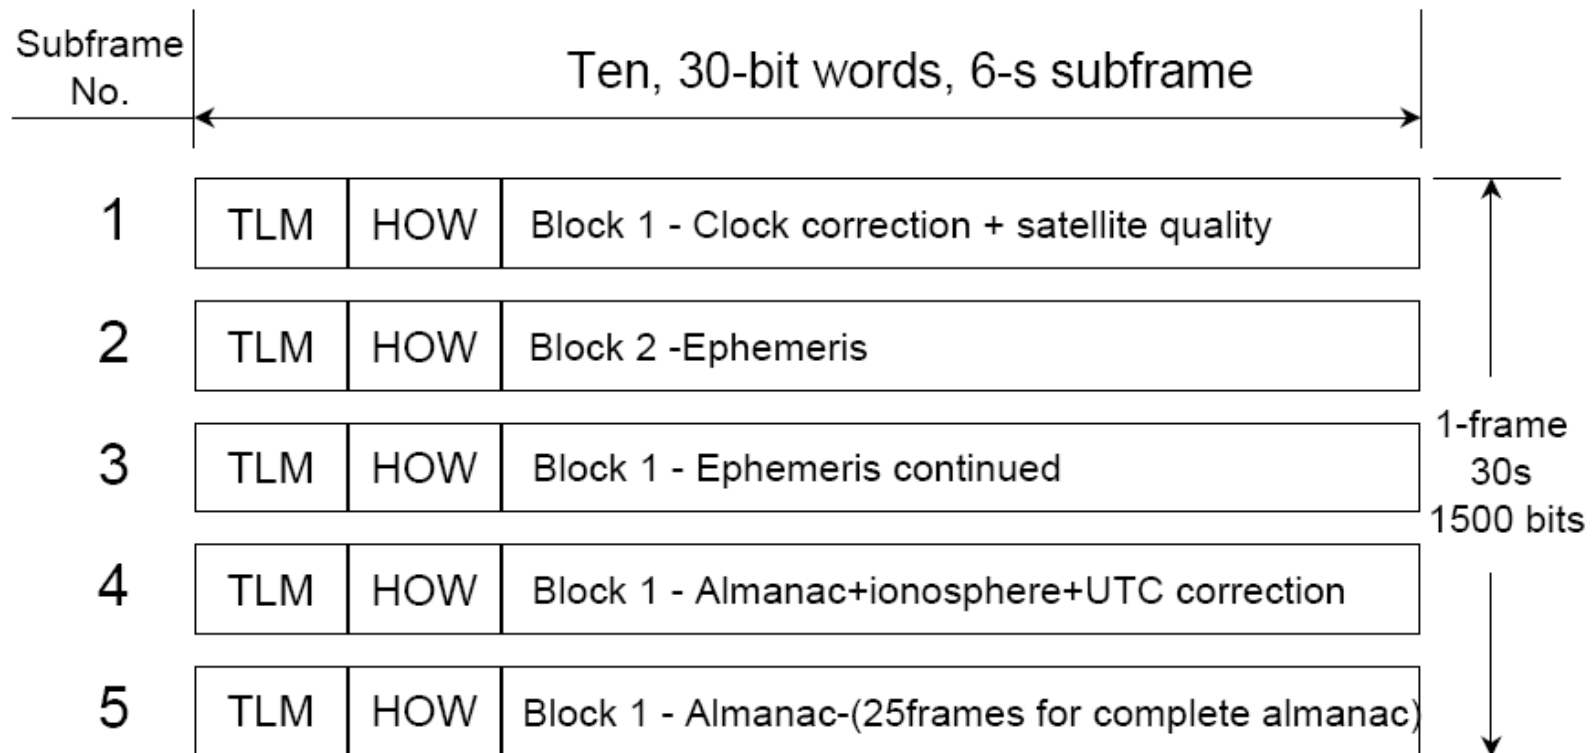 Subframe
No.
Ten, 30-bit words, 6-s subframe
1 TLM HOW Block 1 - Clock correction + satellite quality
2 TLM HOW Block 2 -Ephemeris
3 TLM HOW Block 1 - Ephemeris continued
4 TLM HOW Block 1 - Almanac+ionosphere+UTC correction
5 TLM HOW Block 1 - Almanac-(25frames for complete almanac)
1-frame
30s
1500 bits